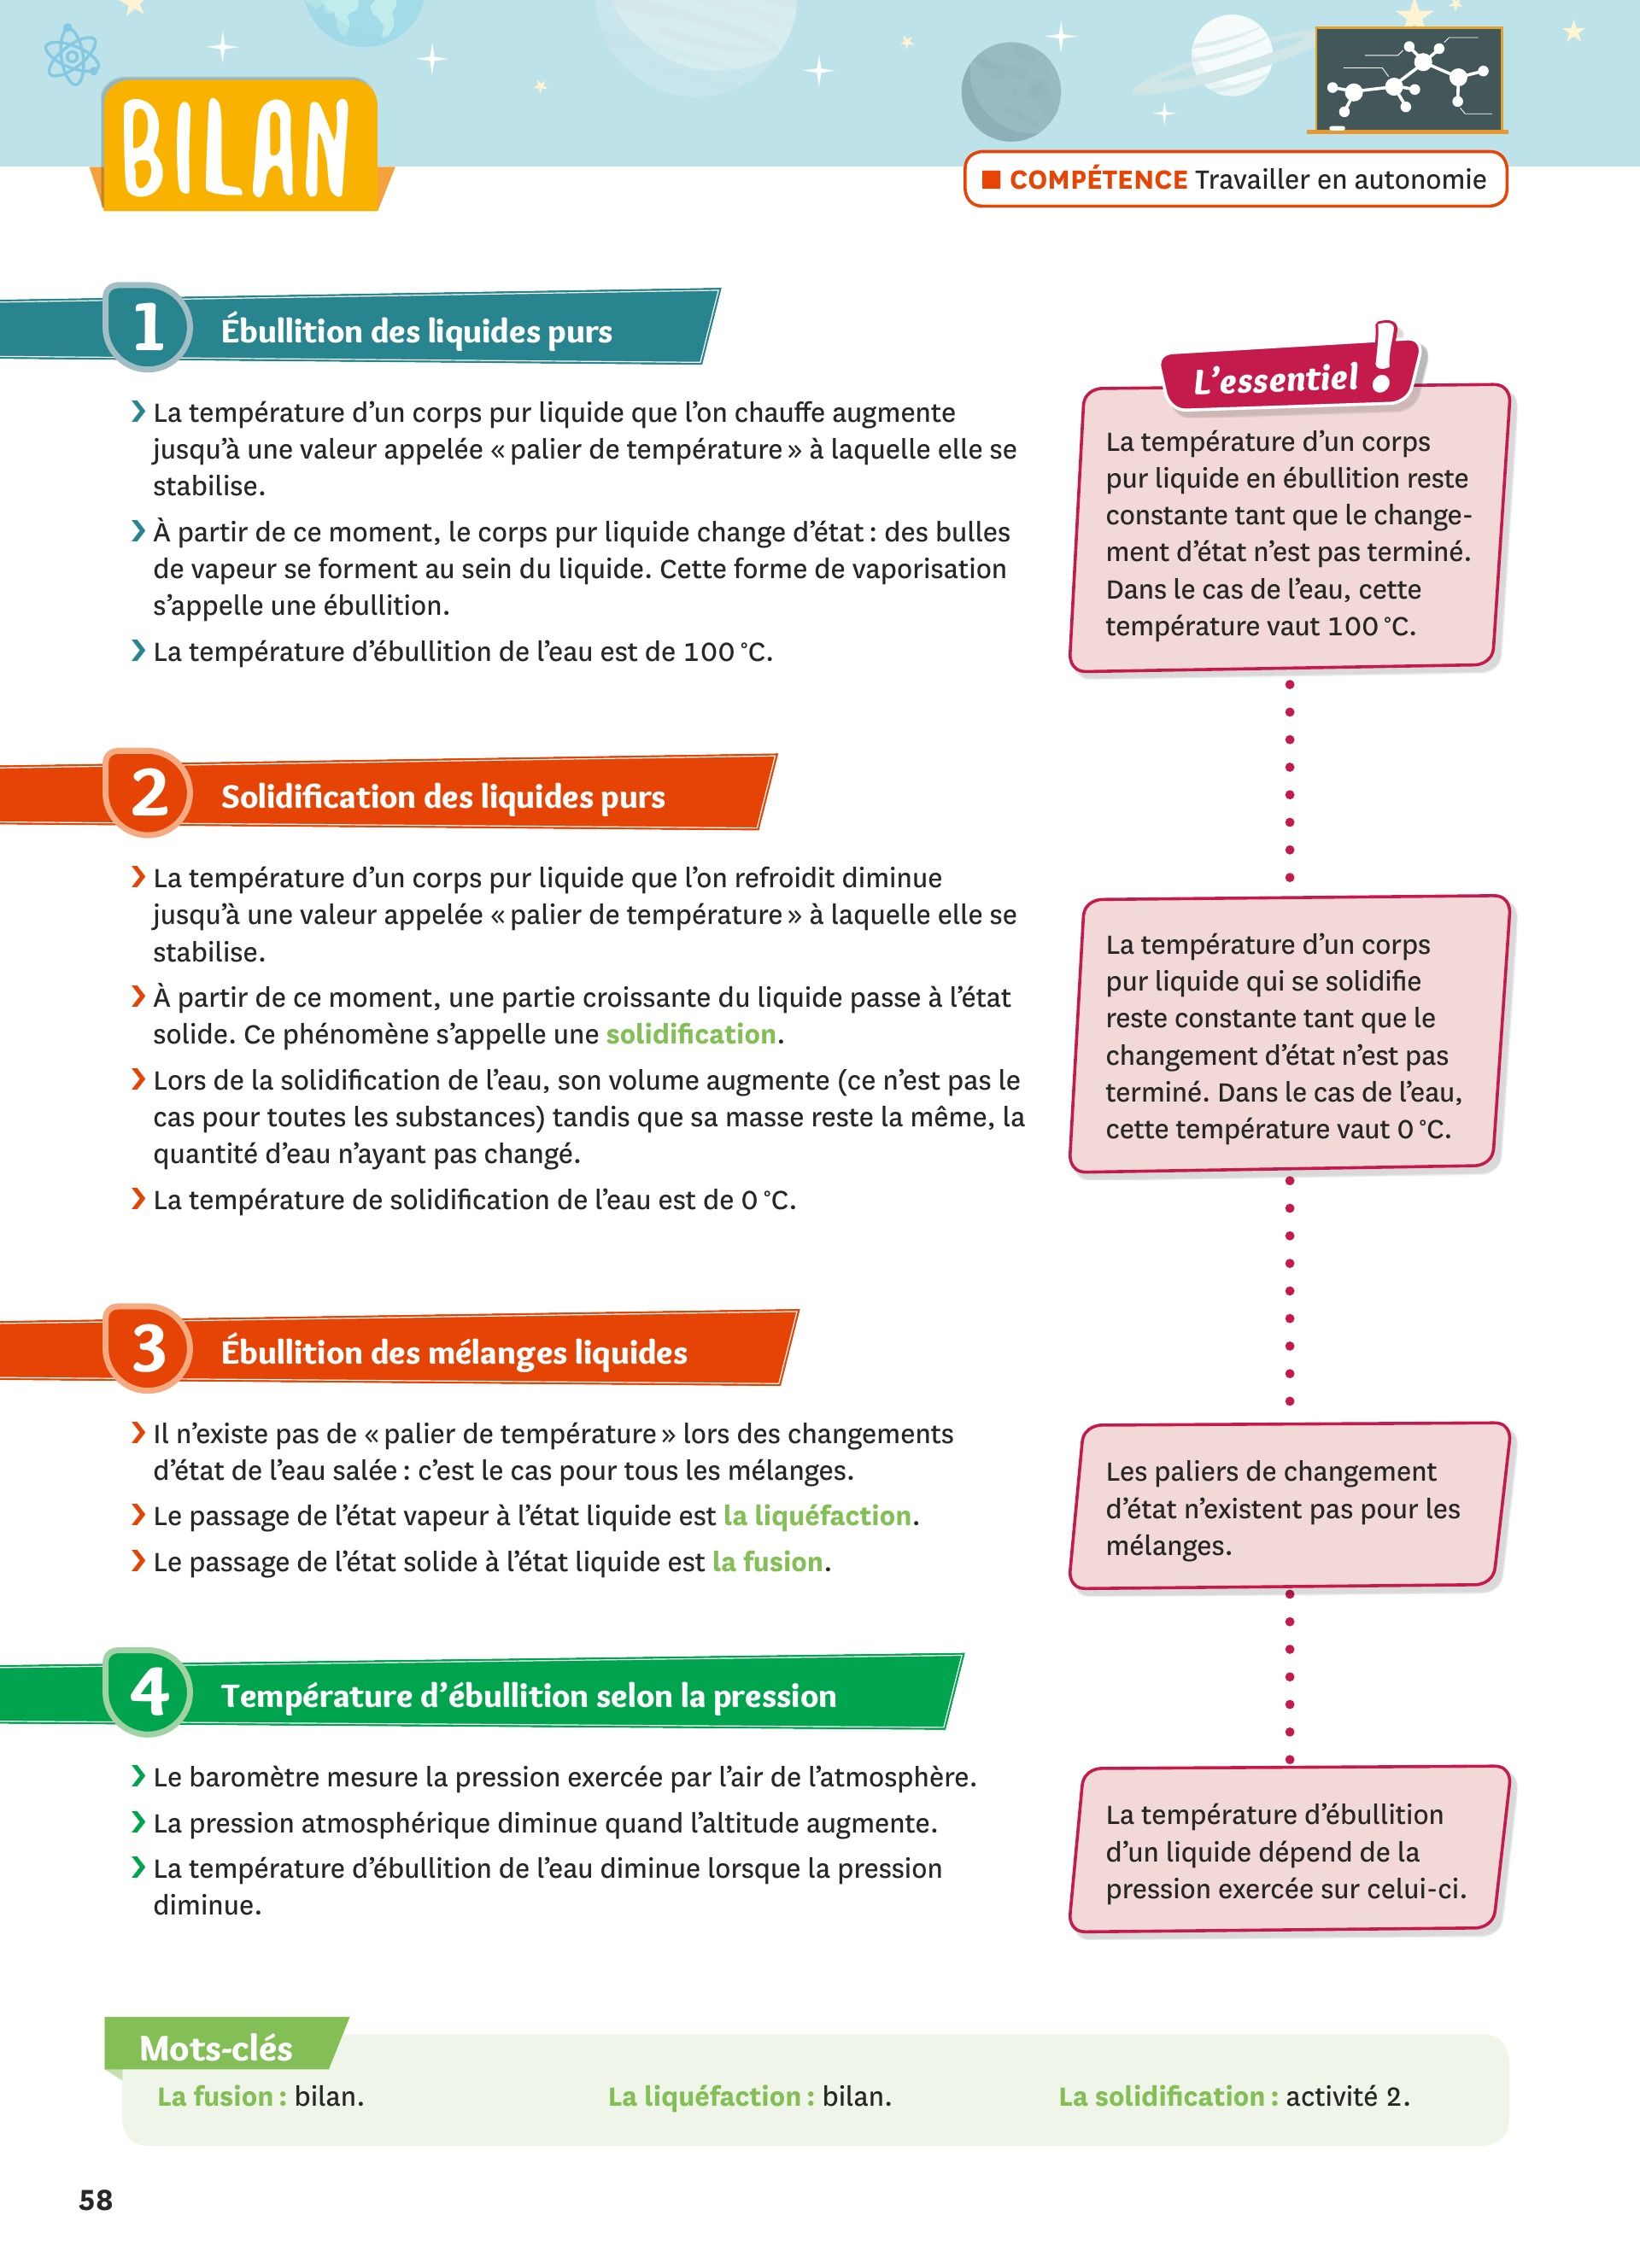 BILAN
■ COMPÉTENCE Travailler en autonomie
1 Ébullition des liquides purs
› La température d’un corps pur liquide que l’on chauffe augmente
jusqu’à une valeur appelée « palier de température » à laquelle elle se
stabilise.
› À partir de ce moment, le corps pur liquide change d’état : des bulles
de vapeur se forment au sein du liquide. Cette forme de vaporisation
s’appelle une ébullition.
› La température d’ébullition de l’eau est de 100 °C.
L’essentiel !
La température d’un corps
pur liquide en ébullition reste
constante tant que le change-
ment d’état n’est pas terminé.
Dans le cas de l’eau, cette
température vaut 100 °C.
2 Solidification des liquides purs
› La température d’un corps pur liquide que l’on refroidit diminue
jusqu’à une valeur appelée « palier de température » à laquelle elle se
stabilise.
› À partir de ce moment, une partie croissante du liquide passe à l’état
solide. Ce phénomène s’appelle une solidification.
› Lors de la solidification de l’eau, son volume augmente (ce n’est pas le
cas pour toutes les substances) tandis que sa masse reste la même, la
quantité d’eau n’ayant pas changé.
› La température de solidification de l’eau est de 0 °C.
La température d’un corps
pur liquide qui se solidifie
reste constante tant que le
changement d’état n’est pas
terminé. Dans le cas de l’eau,
cette température vaut 0 °C.
3 Ébullition des mélanges liquides
› Il n’existe pas de « palier de température » lors des changements
d’état de l’eau salée : c’est le cas pour tous les mélanges.
› Le passage de l’état vapeur à l’état liquide est la liquéfaction.
› Le passage de l’état solide à l’état liquide est la fusion.
Les paliers de changement
d’état n’existent pas pour les
mélanges.
4 Température d’ébullition selon la pression
› Le baromètre mesure la pression exercée par l’air de l’atmosphère.
› La pression atmosphérique diminue quand l’altitude augmente.
› La température d’ébullition de l’eau diminue lorsque la pression
diminue.
La température d’ébullition
d’un liquide dépend de la
pression exercée sur celui-ci.
Mots-clés
La fusion : bilan.
La liquéfaction : bilan.
La solidification : activité 2.
58